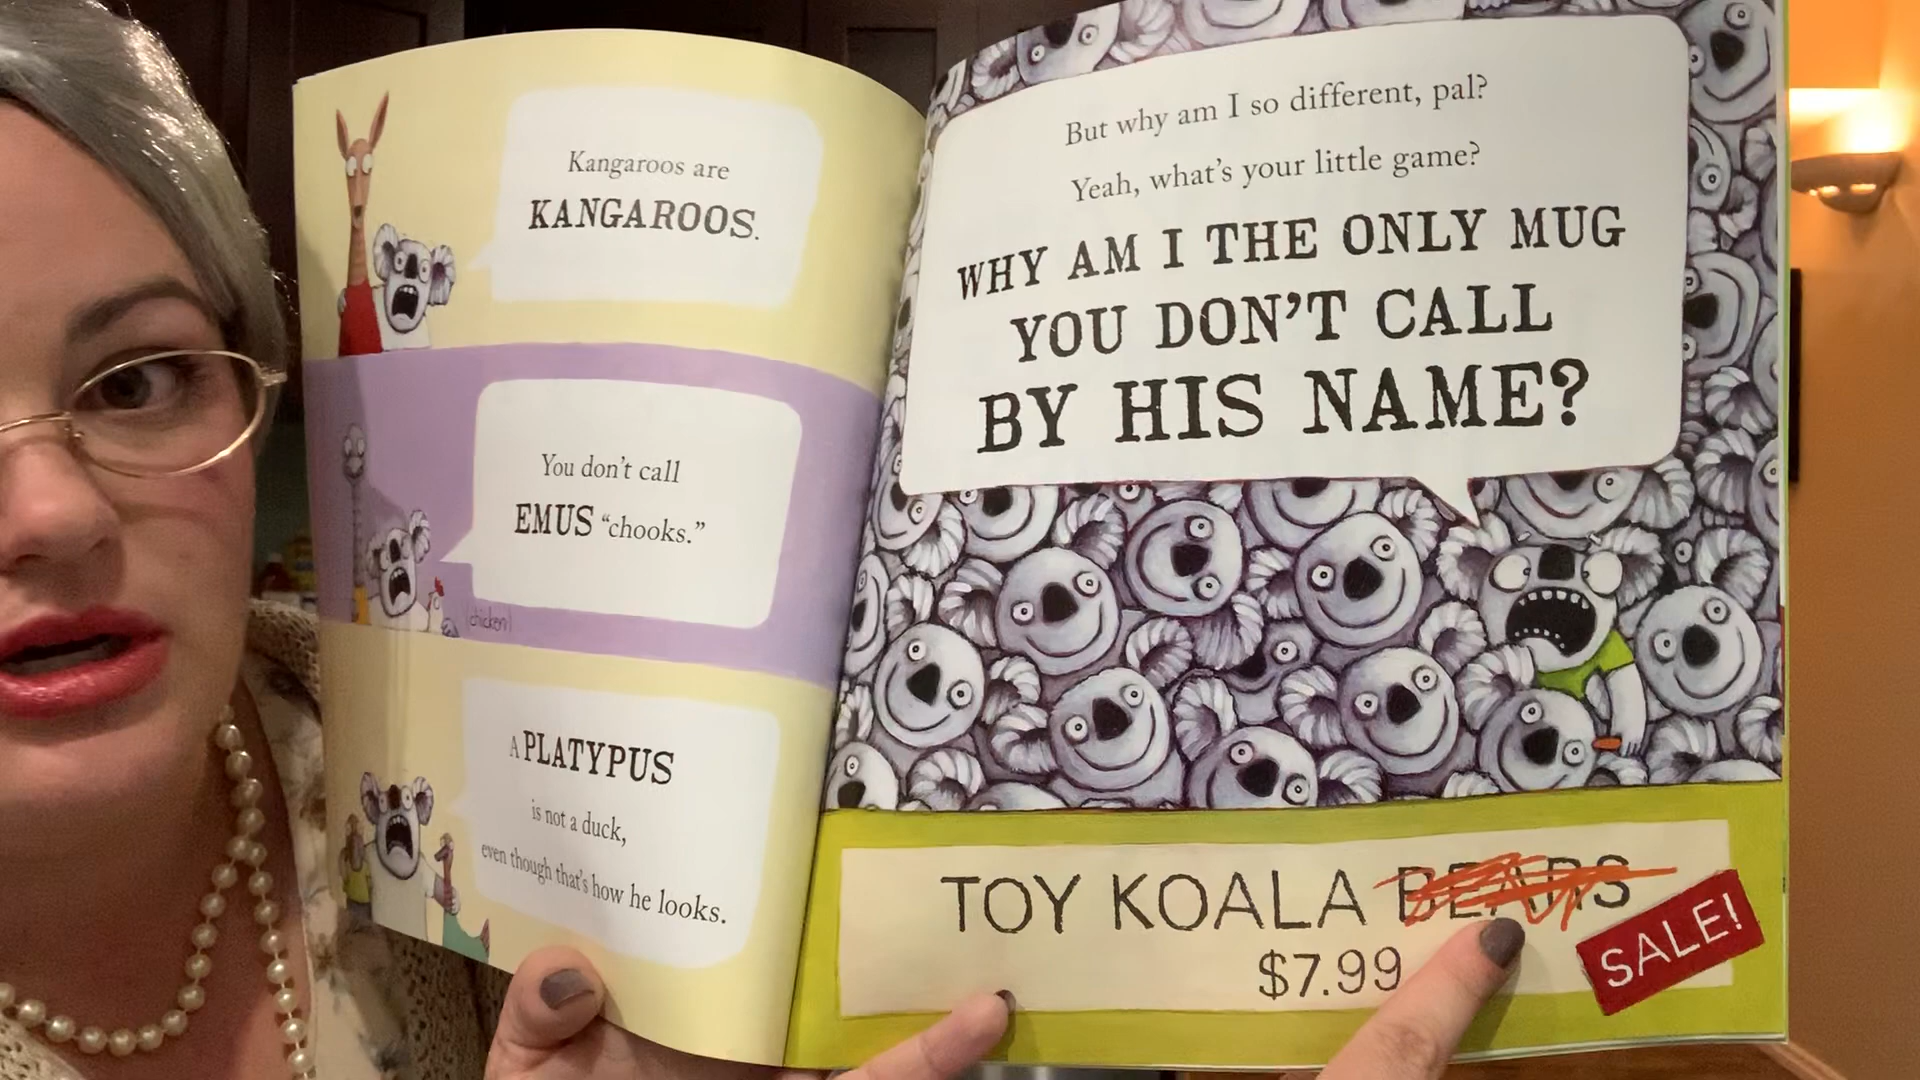 Kangaroos are
KANGAROOS.
You don't call
EMUS "chooks."
(chicken)
A PLATYPUS
is not a duck,
even though that's how he looks.
But why am I so different, pal?
Yeah, what's your little game?
WHY AM I THE ONLY MUG
YOU DON'T CALL
BY HIS NAME?
TOY KOALA BEARS
$7.99
SALE!